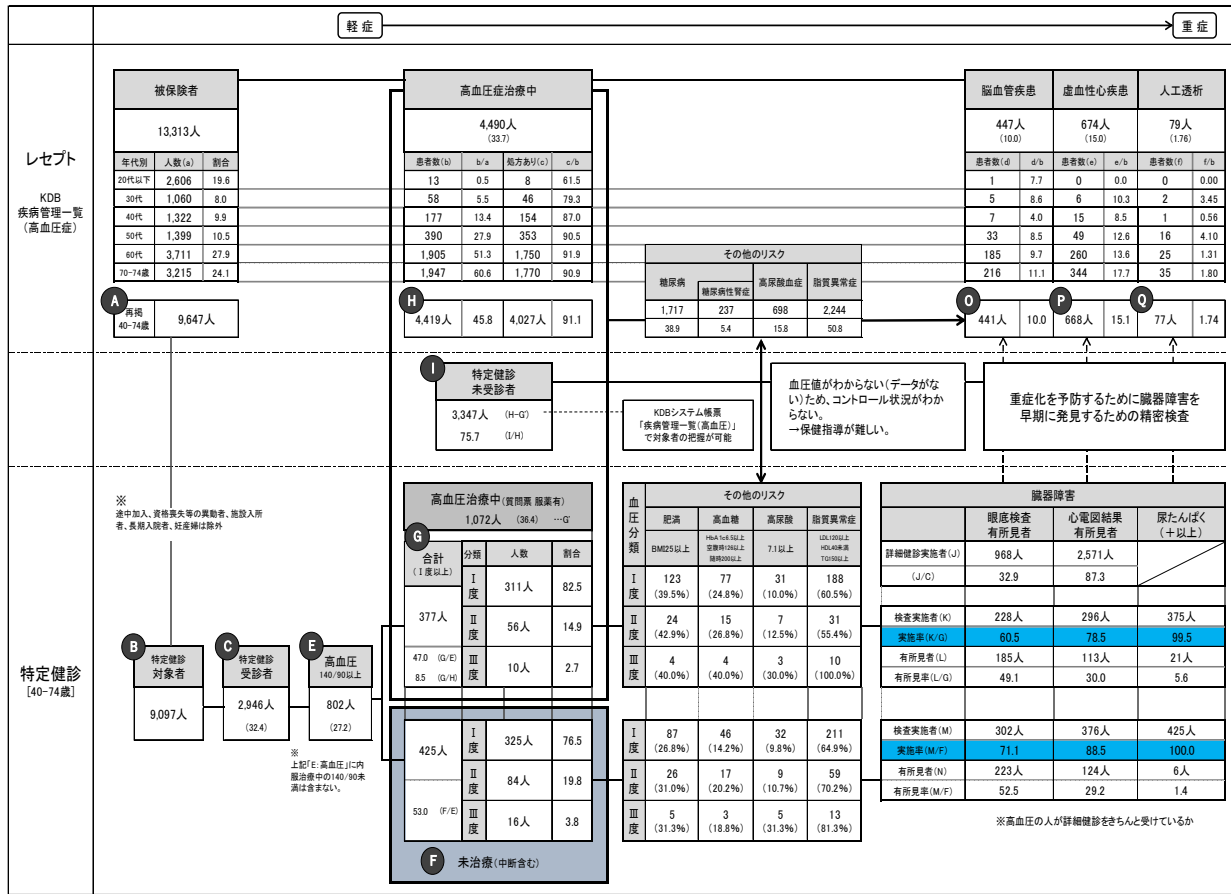 軽 症
重 症
レセプト
KDB
疾病管理一覧
(高血圧症)
被保険者
13,313人
年代別 人数(a) 割合
20代以下 2,606 19.6
30代 1,060 8.0
40代 1,322 9.9
50代 1,399 10.5
60代 3,711 27.9
70-74歳 3,215 24.1
A
再掲
40-74歳
9,647人
高血圧症治療中
4,490人
(33.7)
患者数(b) b/a 処方あり(c) c/b
13 0.5 8 61.5
58 5.5 46 79.3
177 13.4 154 87.0
390 27.9 353 90.5
1,905 51.3 1,750 91.9
1,947 60.6 1,770 90.9
H
4,419人 45.8 4,027人 91.1
その他のリスク
糖尿病 糖尿病性腎症 高尿酸血症 脂質異常症
1,717 237 698 2,244
38.9 5.4 15.8 50.8
脳血管疾患 虚血性心疾患 人工透析
447人 674人 79人
(10.0) (15.0) (1.76)
患者数(d) d/b 患者数(e) e/b 患者数(f) f/b
1 7.7 0 0.0 0 0.00
5 8.6 6 10.3 2 3.45
7 4.0 15 8.5 1 0.56
33 8.5 49 12.6 16 4.10
185 9.7 260 13.6 25 1.31
216 11.1 344 17.7 35 1.80
O P Q
441人 10.0 668人 15.1 77人 1.74
I
特定健診
未受診者
3,347人 (H-G')
75.7 (I/H)
KDBシステム帳票
「疾病管理一覧(高血圧)」
で対象者の把握が可能
血圧値がわからない(データがな
い)ため、コントロール状況がわか
らない。
→保健指導が難しい。
重症化を予防するために臓器障害を
早期に発見するための精密検査
特定健診
[40-74歳]
※
途中加入、資格喪失等の異動者、施設入所
者、長期入院者、妊産婦は除外
B
特定健診
対象者
9,097人
C
特定健診
受診者
2,946人
(32.4)
E
高血圧
140/90以上
802人
(27.2)
※
上記「E:高血圧」に内
服治療中の140/90未
満は含まない。
高血圧治療中(質問票 服薬有)
1,072人 (36.4) …G'
G
合計
(Ⅰ度以上)
分類 人数 割合
377人
47.0 (G/E)
8.5 (G/H)
Ⅰ度 311人 82.5
Ⅱ度 56人 14.9
Ⅲ度 10人 2.7
425人
53.0 (F/E)
Ⅰ度 325人 76.5
Ⅱ度 84人 19.8
Ⅲ度 16人 3.8
F 未治療(中断含む)
血圧分類
その他のリスク
肥満 高血糖 高尿酸 脂質異常症
BMI25以上
HbA1c6.5以上
空腹時126以上
随時200以上
7.1以上
LDL120以上
HDL40未満
TG150以上
Ⅰ度 123 77 31 188
(39.5%) (24.8%) (10.0%) (60.5%)
Ⅱ度 24 15 7 31
(42.9%) (26.8%) (12.5%) (55.4%)
Ⅲ度 4 4 3 10
(40.0%) (40.0%) (30.0%) (100.0%)
Ⅰ度 87 46 32 211
(26.8%) (14.2%) (9.8%) (64.9%)
Ⅱ度 26 17 9 59
(31.0%) (20.2%) (10.7%) (70.2%)
Ⅲ度 5 3 5 13
(31.3%) (18.8%) (31.3%) (81.3%)
臓器障害
眼底検査
有所見者
心電図結果
有所見者
尿たんぱく
(+以上)
詳細健診実施者(J) 968人 2,571人
(J/C) 32.9 87.3
検査実施者(K) 228人 296人 375人
実施率(K/G) 60.5 78.5 99.5
有所見者(L) 185人 113人 21人
有所見率(L/G) 49.1 30.0 5.6
検査実施者(M) 302人 376人 425人
実施率(M/F) 71.1 88.5 100.0
有所見者(N) 223人 124人 6人
有所見率(M/F) 52.5 29.2 1.4
※高血圧の人が詳細健診をきちんと受けているか